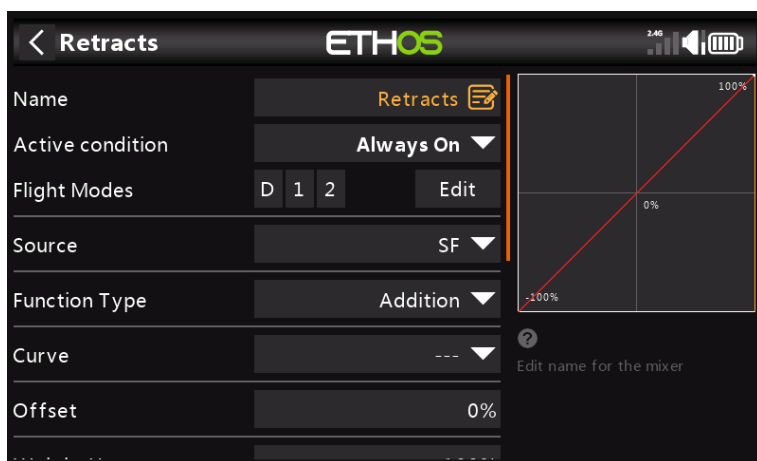 Retracts
ETHOS
2.4G
Name
Retracts
Active condition
Always On
Flight Modes
D 1 2
Edit
Source
SF
Function Type
Addition
Curve
---
Offset
0%
100%
0%
-100%
?
Edit name for the mixer